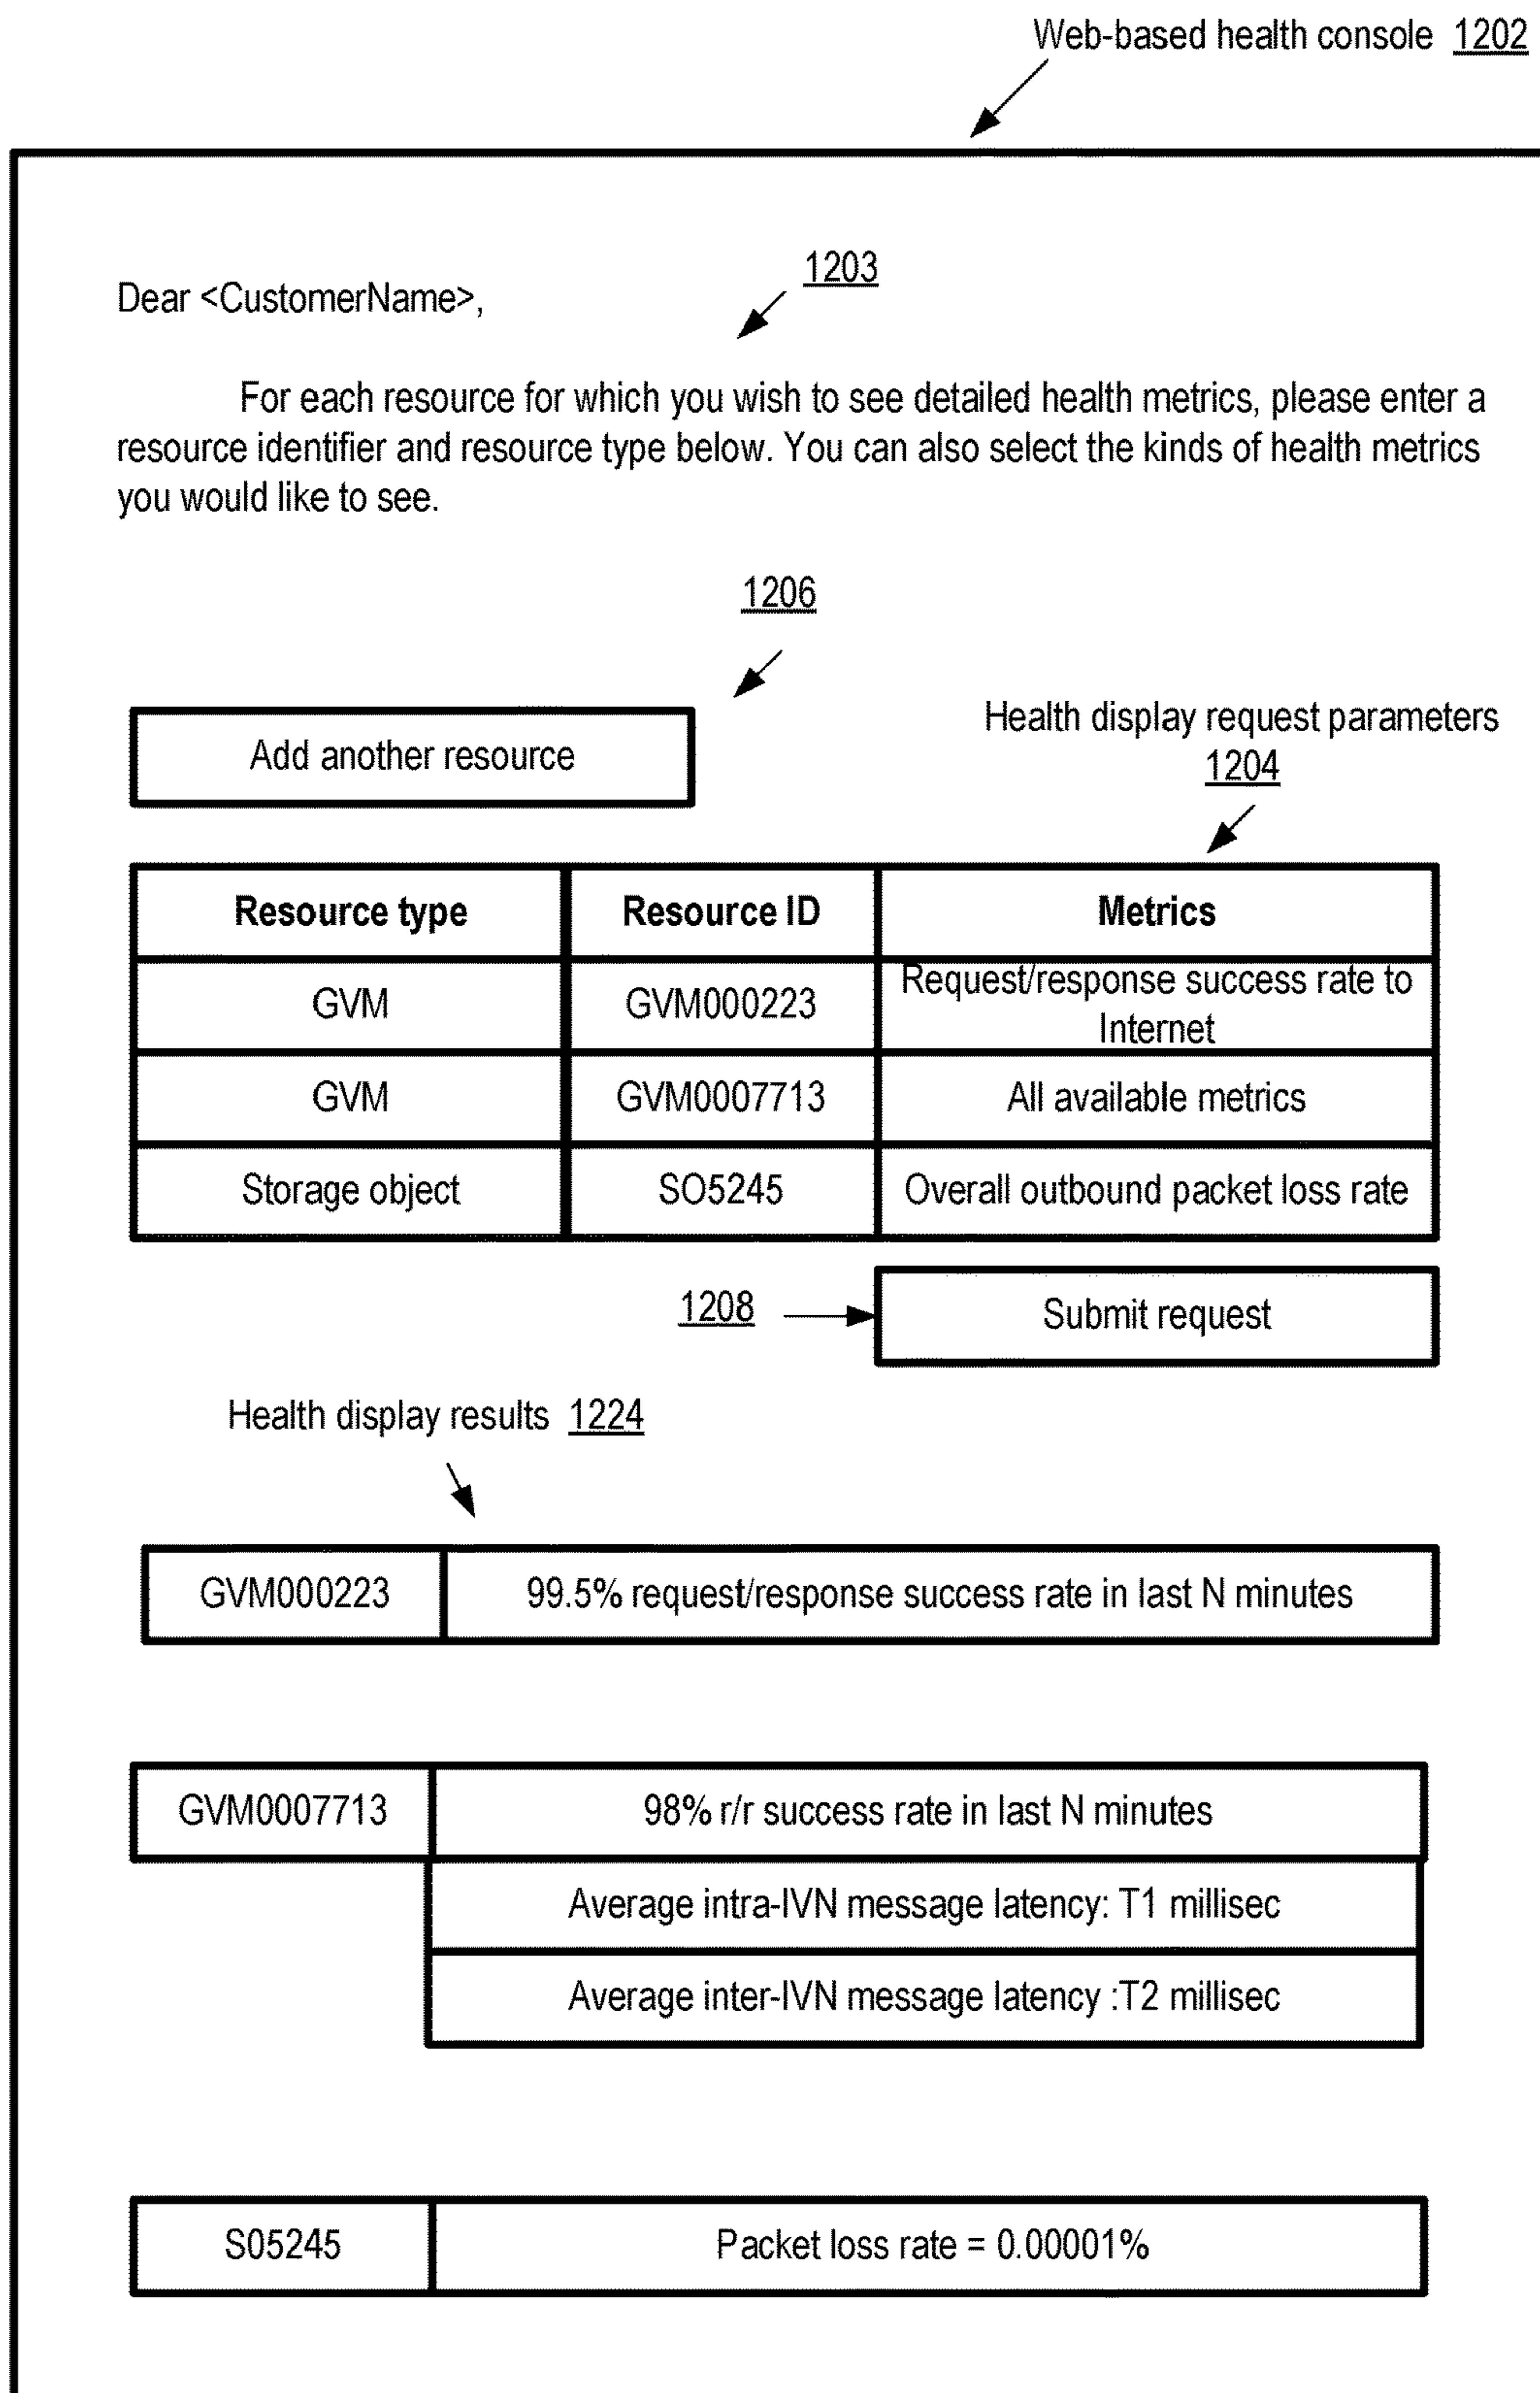 Web-based health console 1202
Dear <CustomerName>,
1203
For each resource for which you wish to see detailed health metrics, please enter a
resource identifier and resource type below. You can also select the kinds of health metrics
you would like to see.
1206
Add another resource
Health display request parameters
1204
Resource type Resource ID Metrics
GVM GVM000223 Request/response success rate to
Internet
GVM GVM0007713 All available metrics
Storage object SO5245 Overall outbound packet loss rate
1208 Submit request
Health display results 1224
GVM000223 99.5% request/response success rate in last N minutes
GVM0007713 98% r/r success rate in last N minutes
Average intra-IVN message latency: T1 millisec
Average inter-IVN message latency :T2 millisec
S05245 Packet loss rate = 0.00001%